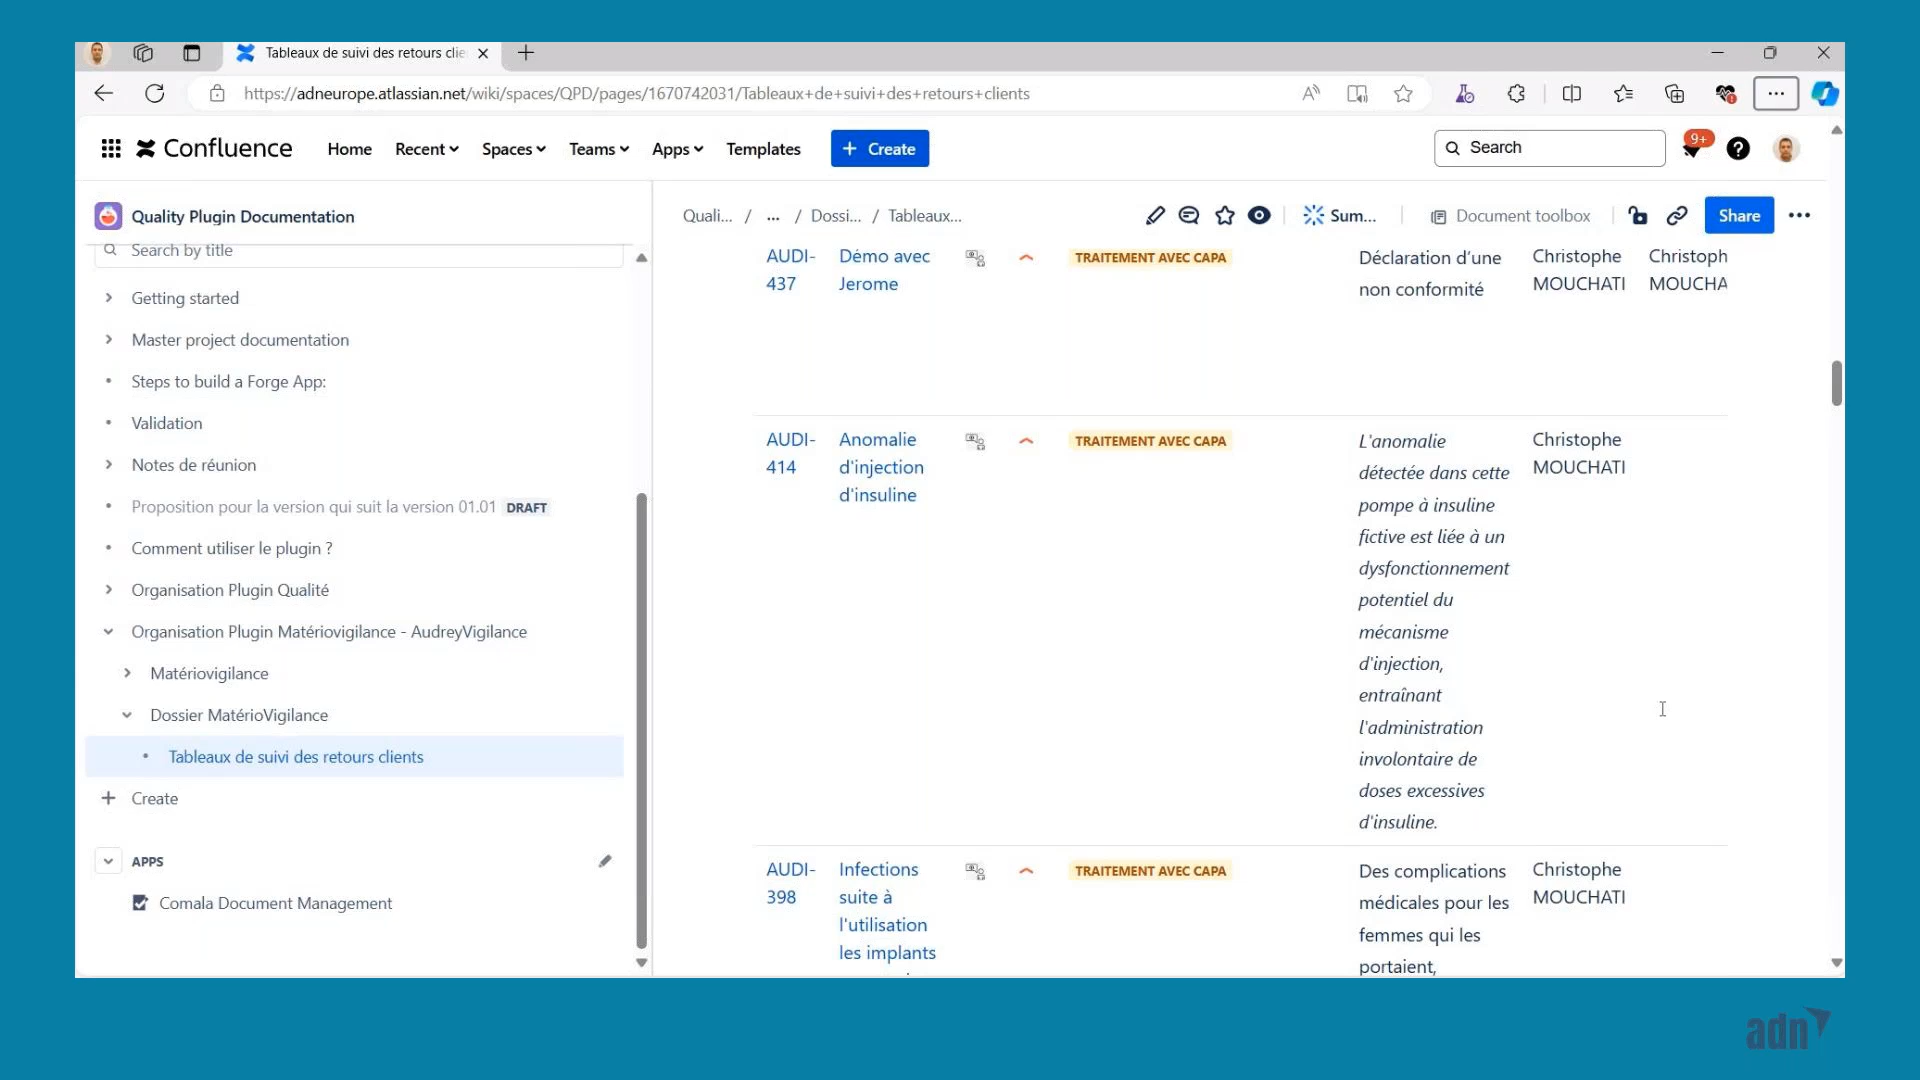 Tableaux de suivi des retours clie
https://adneurope.atlassian.net/wiki/spaces/QPD/pages/1670742031/Tableaux+de+suivi+des+retours+clients
Confluence Home Recent Spaces Teams Apps Templates + Create Search 9+
Quality Plugin Documentation
Search by title
Getting started
Master project documentation
Steps to build a Forge App:
Validation
Notes de réunion
Proposition pour la version qui suit la version 01.01 DRAFT
Comment utiliser le plugin ?
Organisation Plugin Qualité
Organisation Plugin Matériovigilance - AudreyVigilance
Matériovigilance
Dossier MatérioVigilance
Tableaux de suivi des retours clients
Create
APPS
Comala Document Management
Quali... / ... / Dossi... / Tableaux... Sum... Document toolbox Share
AUDI-
437
Démo avec
Jerome
TRAITEMENT AVEC CAPA
Déclaration d'une
non conformité
Christophe
MOUCHATI
Christoph
MOUCHA
AUDI-
414
Anomalie
d'injection
d'insuline
TRAITEMENT AVEC CAPA
L'anomalie
détectée dans cette
pompe à insuline
fictive est liée à un
dysfonctionnement
potentiel du
mécanisme
d'injection,
entraînant
l'administration
involontaire de
doses excessives
d'insuline.
Christophe
MOUCHATI
AUDI-
398
Infections
suite à
l'utilisation
les implants
TRAITEMENT AVEC CAPA
Des complications
médicales pour les
femmes qui les
portaient,
Christophe
MOUCHATI
adn